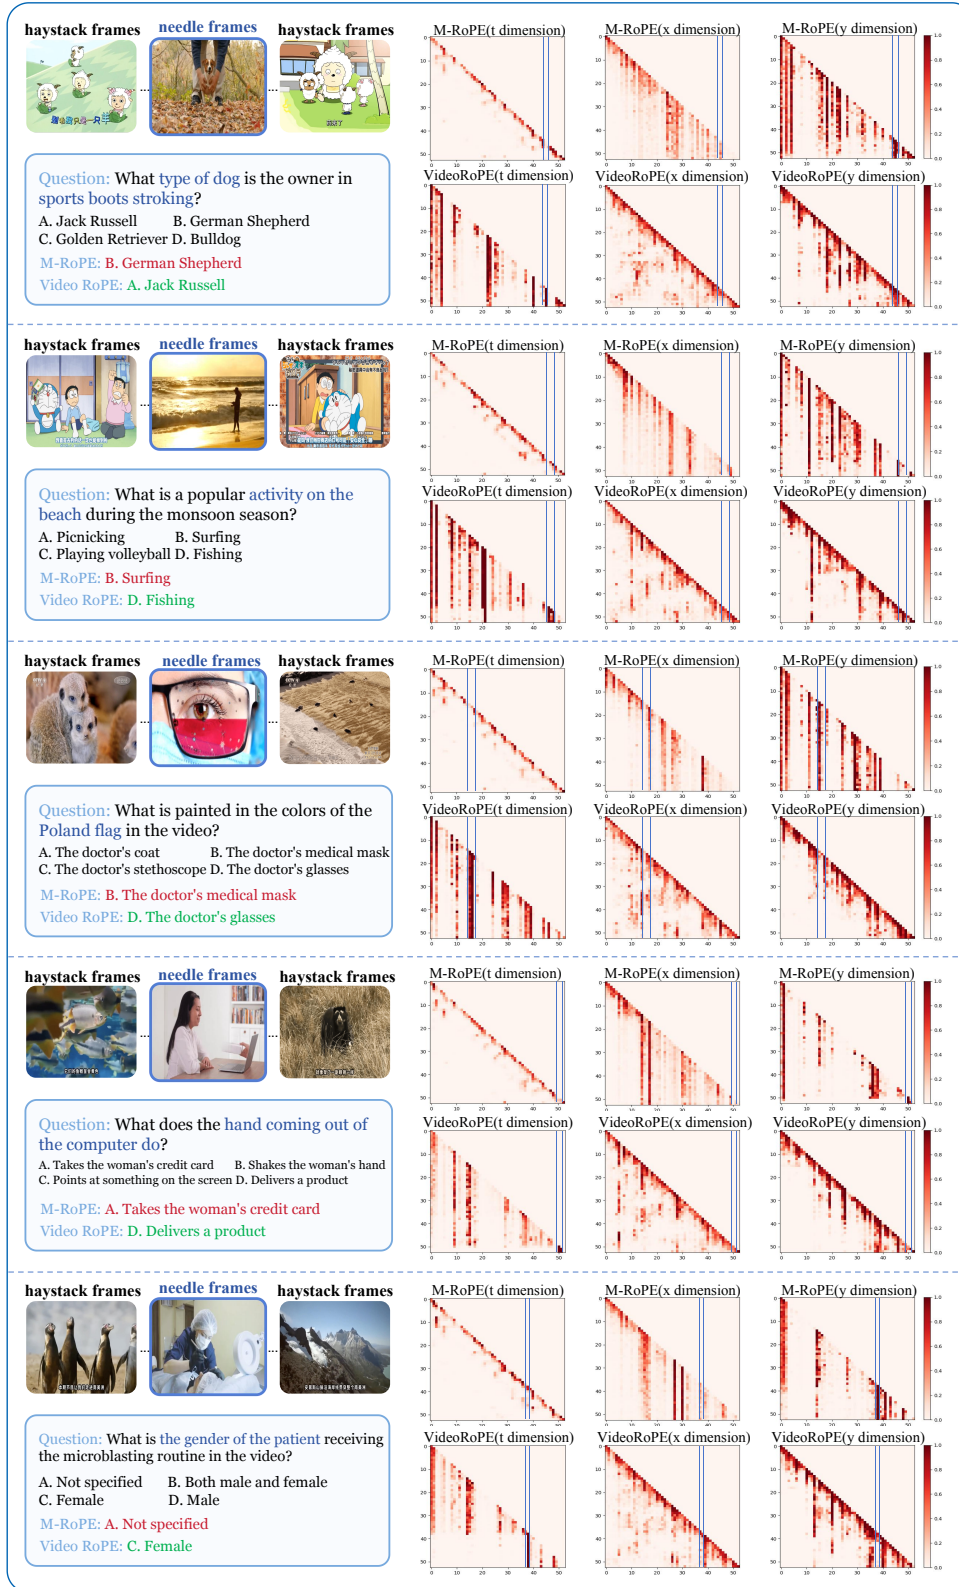 haystack frames needle frames haystack frames
Question: What type of dog is the owner in
sports boots stroking?
A. Jack Russell B. German Shepherd
C. Golden Retriever D. Bulldog
M-RoPE: B. German Shepherd
Video RoPE: A. Jack Russell
M-RoPE(t dimension) M-RoPE(x dimension) M-RoPE(y dimension)
VideoRoPE(t dimension) VideoRoPE(x dimension) VideoRoPE(y dimension)
haystack frames needle frames haystack frames
Question: What is a popular activity on the
beach during the monsoon season?
A. Picnicking B. Surfing
C. Playing volleyball D. Fishing
M-RoPE: B. Surfing
Video RoPE: D. Fishing
M-RoPE(t dimension) M-RoPE(x dimension) M-RoPE(y dimension)
VideoRoPE(t dimension) VideoRoPE(x dimension) VideoRoPE(y dimension)
haystack frames needle frames haystack frames
Question: What is painted in the colors of the
Poland flag in the video?
A. The doctor's coat B. The doctor's medical mask
C. The doctor's stethoscope D. The doctor's glasses
M-RoPE: B. The doctor's medical mask
Video RoPE: D. The doctor's glasses
M-RoPE(t dimension) M-RoPE(x dimension) M-RoPE(y dimension)
VideoRoPE(t dimension) VideoRoPE(x dimension) VideoRoPE(y dimension)
haystack frames needle frames haystack frames
Question: What does the hand coming out of
the computer do?
A. Takes the woman's credit card B. Shakes the woman's hand
C. Points at something on the screen D. Delivers a product
M-RoPE: A. Takes the woman's credit card
Video RoPE: D. Delivers a product
M-RoPE(t dimension) M-RoPE(x dimension) M-RoPE(y dimension)
VideoRoPE(t dimension) VideoRoPE(x dimension) VideoRoPE(y dimension)
haystack frames needle frames haystack frames
Question: What is the gender of the patient receiving
the microblasting routine in the video?
A. Not specified B. Both male and female
C. Female D. Male
M-RoPE: A. Not specified
Video RoPE: C. Female
M-RoPE(t dimension) M-RoPE(x dimension) M-RoPE(y dimension)
VideoRoPE(t dimension) VideoRoPE(x dimension) VideoRoPE(y dimension)